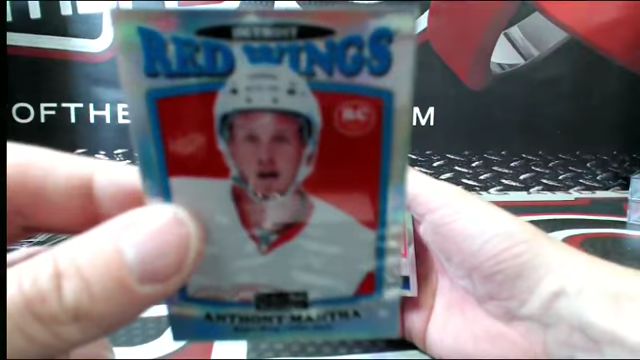 DETROIT
RED WINGS
RC
OF THE
M
ANTHONY MANTHA